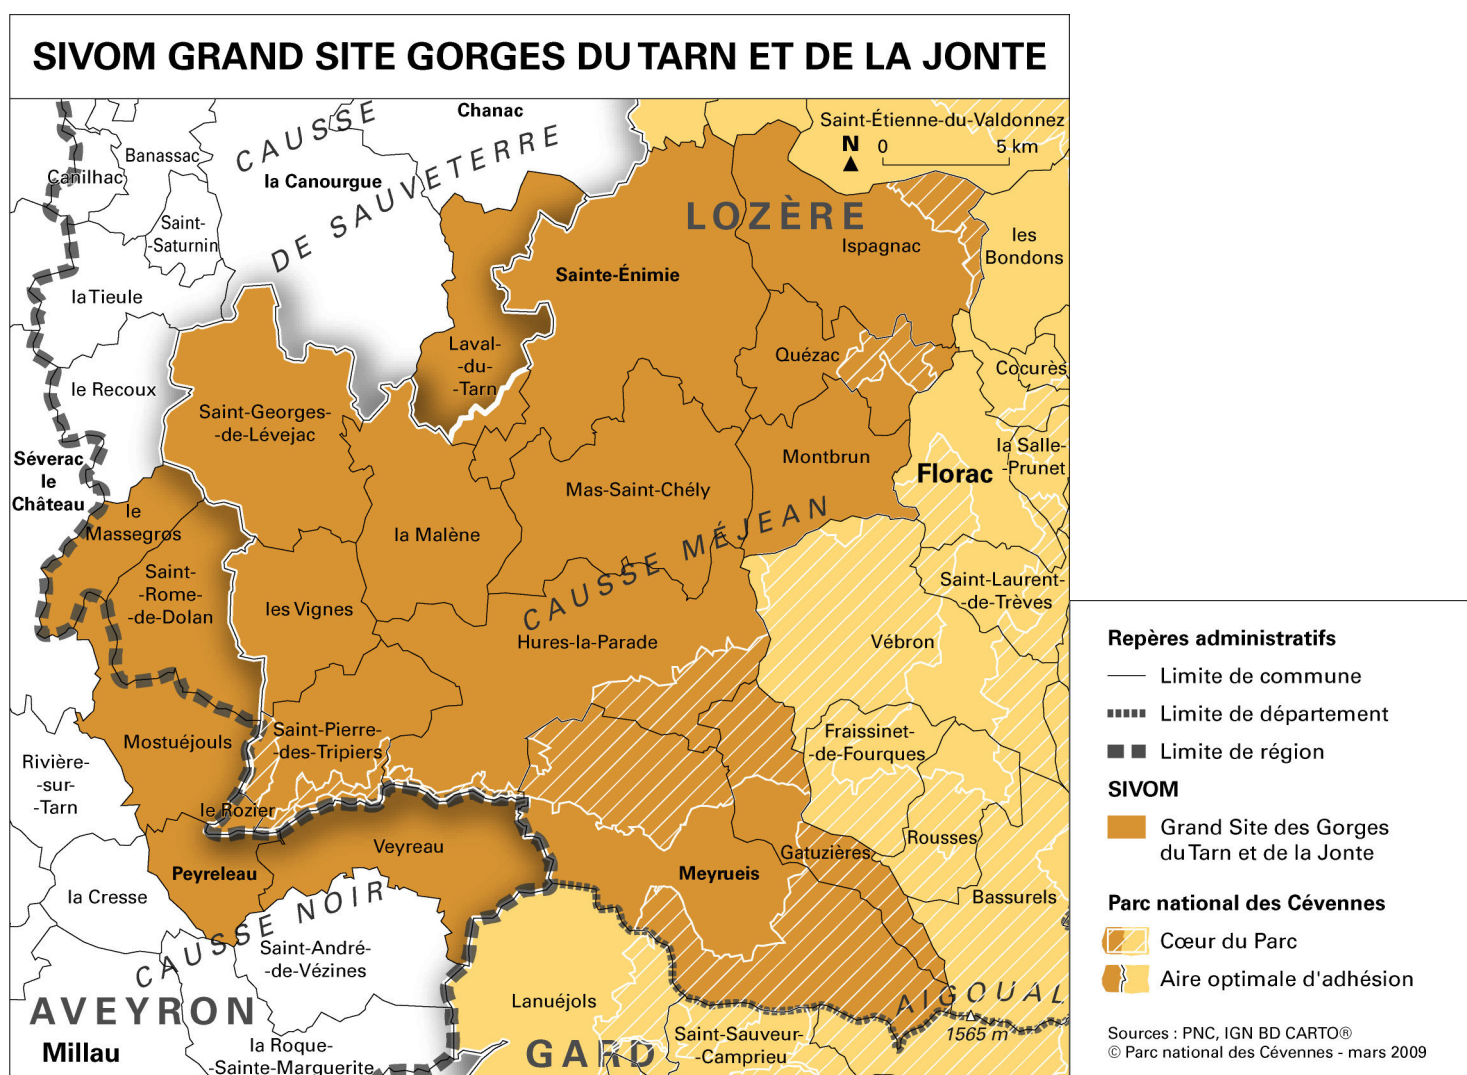 SIVOM GRAND SITE GORGES DU TARN ET DE LA JONTE
Chanac
CAUSSE
DE SAUVETERRE
Saint-Étienne-du-Valdonnez
N
0 5 km
Banassac
Canilhac
la Canourgue
Saint-
-Saturnin
LOZÈRE
Ispagnac
les
Bondons
Sainte-Énimie
la Tieule
Laval-
-du-
-Tarn
Quézac
Cocurès
le Recoux
Saint-Georges-
-de-Lévejac
Séverac
le
Château
Montbrun
Florac
la Salle-
-Prunet
Mas-Saint-Chély
le
Massegros
la Malène
CAUSSE MÉJEAN
Saint-
-Rome-
-de-Dolan
les Vignes
Saint-Laurent-
-de-Trèves
Hures-la-Parade
Vébron
Mostuéjouls
Saint-Pierre-
-des-Tripiers
Fraissinet-
-de-Fourques
Rivière-
-sur-
-Tarn
le Rozier
Veyreau
Peyreleau
Meyrueis
Gatuzières
Rousses
la Cresse
Bassurels
CAUSSE NOIR
Saint-André-
-de-Vézines
Lanuéjols
AIGOUAL
1565 m
AVEYRON
Millau
la Roque-
-Sainte-Marguerite
GARD
Saint-Sauveur-
-Camprieu
Repères administratifs
Limite de commune
Limite de département
Limite de région
SIVOM
Grand Site des Gorges
du Tarn et de la Jonte
Parc national des Cévennes
Cœur du Parc
Aire optimale d'adhésion
Sources : PNC, IGN BD CARTO®
© Parc national des Cévennes - mars 2009